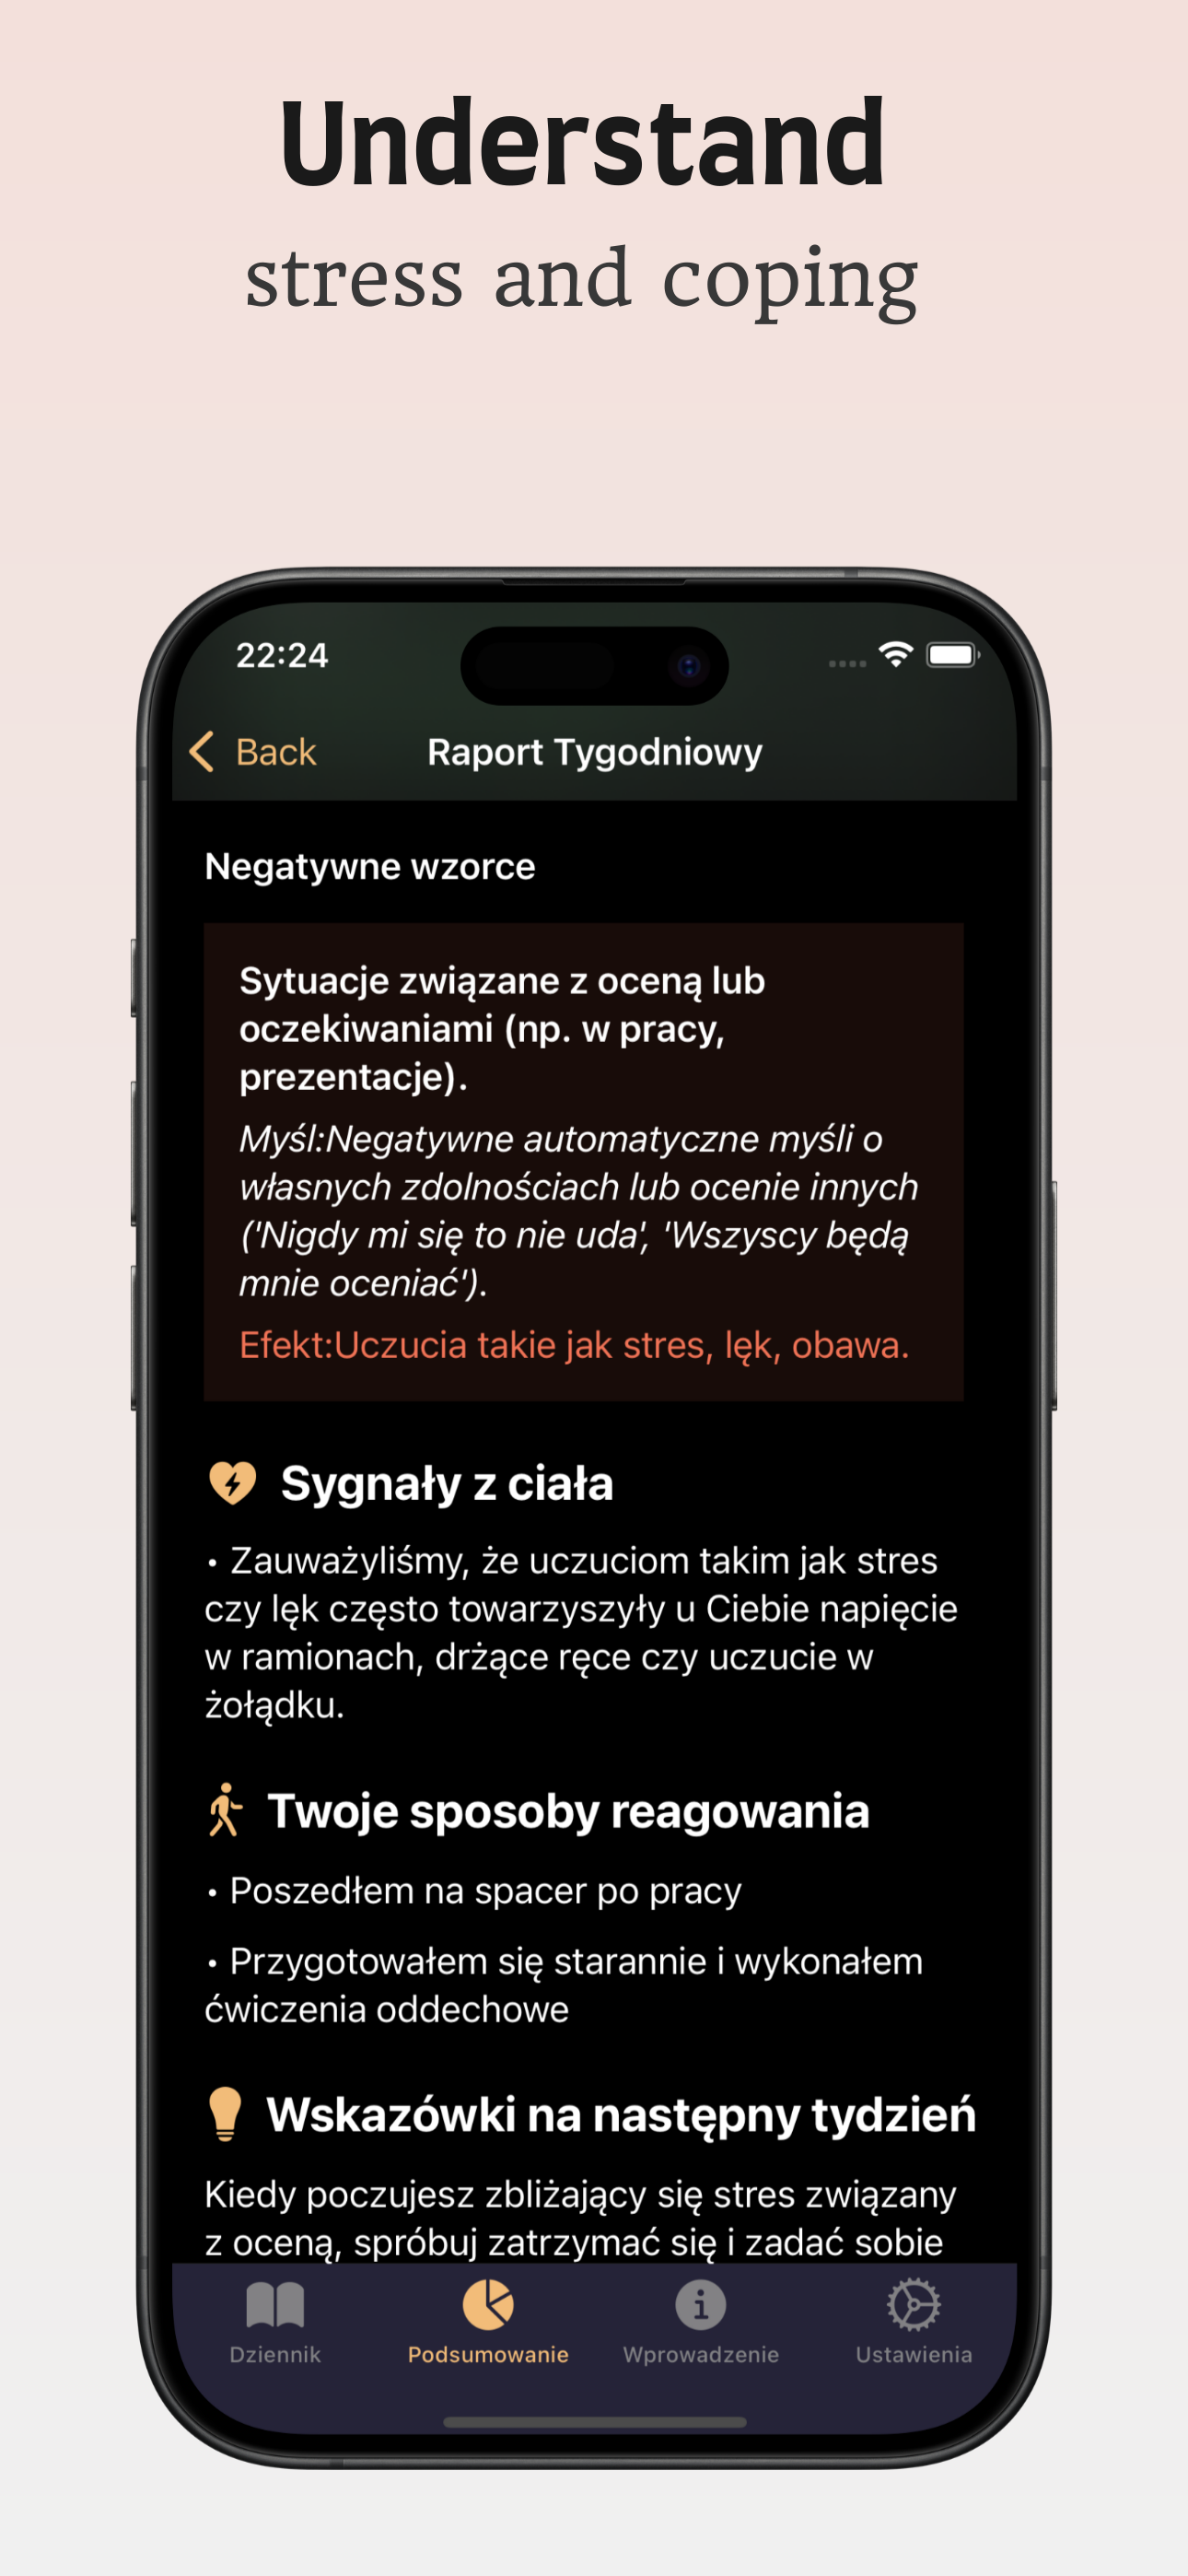 Understand
stress and coping
22:24
Back
Raport Tygodniowy
Negatywne wzorce
Sytuacje związane z oceną lub
oczekiwaniami (np. w pracy,
prezentacje).
Myśl:Negatywne automatyczne myśli o
własnych zdolnościach lub ocenie innych
('Nigdy mi się to nie uda', 'Wszyscy będą
mnie oceniać').
Efekt:Uczucia takie jak stres, lęk, obawa.
Sygnały z ciała
• Zauważyliśmy, że uczuciom takim jak stres
czy lęk często towarzyszyły u Ciebie napięcie
w ramionach, drżące ręce czy uczucie w
żołądku.
Twoje sposoby reagowania
• Poszedłem na spacer po pracy
• Przygotowałem się starannie i wykonałem
ćwiczenia oddechowe
Wskazówki na następny tydzień
Kiedy poczujesz zbliżający się stres związany
z oceną, spróbuj zatrzymać się i zadać sobie
Dziennik
Podsumowanie
Wprowadzenie
Ustawienia